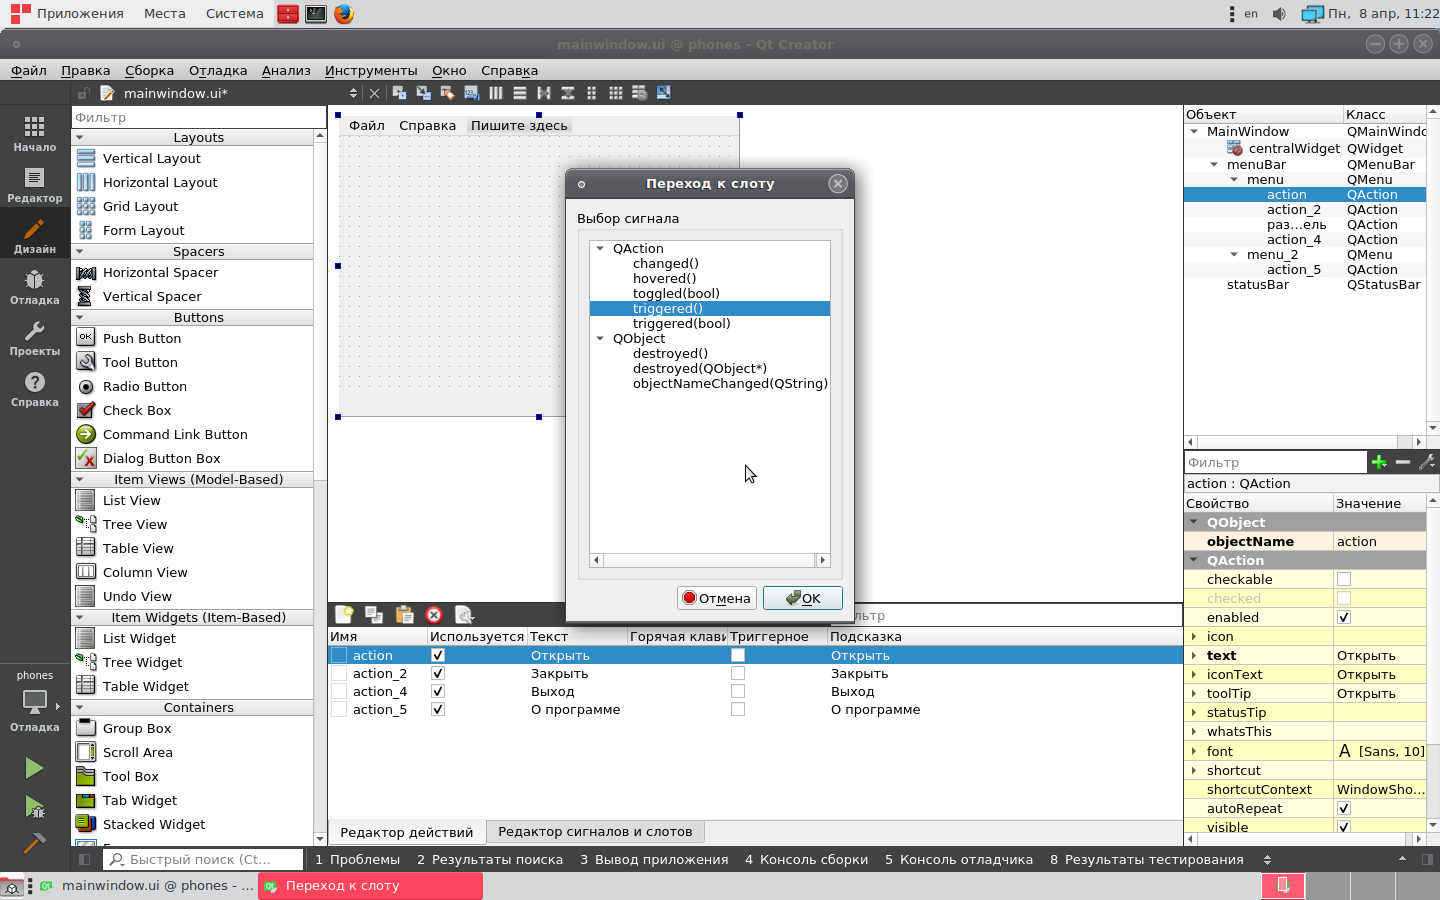 Приложения Места Система en Пн, 8 апр, 11:22
mainwindow.ui @ phones - Qt Creator
Файл Правка Сборка Отладка Анализ Инструменты Окно Справка
mainwindow.ui*
Начало
Редактор
Дизайн
Отладка
Проекты
Справка
phones
Отладка
Фильтр
Layouts
Vertical Layout
Horizontal Layout
Grid Layout
Form Layout
Spacers
Horizontal Spacer
Vertical Spacer
Buttons
OK Push Button
Tool Button
Radio Button
Check Box
Command Link Button
Dialog Button Box
Item Views (Model-Based)
List View
Tree View
Table View
Column View
Undo View
Item Widgets (Item-Based)
List Widget
Tree Widget
Table Widget
Containers
Group Box
Scroll Area
Tool Box
Tab Widget
Stacked Widget
Файл Справка Пишите здесь
Переход к слоту
Выбор сигнала
QAction
changed()
hovered()
toggled(bool)
triggered()
triggered(bool)
QObject
destroyed()
destroyed(QObject*)
objectNameChanged(QString)
Отмена OK
Имя Используется Текст Горячая клави Триггерное Подсказка
action Открыть Открыть
action_2 Закрыть Закрыть
action_4 Выход Выход
action_5 О программе О программе
Редактор действий Редактор сигналов и слотов
Объект Класс
MainWindow QMainWindo
centralWidget QWidget
menuBar QMenuBar
menu QMenu
action QAction
action_2 QAction
раз...ель QAction
action_4 QAction
menu_2 QMenu
action_5 QAction
statusBar QStatusBar
Фильтр
action : QAction
Свойство Значение
QObject
objectName action
QAction
checkable
checked
enabled
icon
text Открыть
iconText Открыть
toolTip Открыть
statusTip
whatsThis
font A [Sans, 10]
shortcut
shortcutContext WindowSho...
autoRepeat
visible
Быстрый поиск (Ct... 1 Проблемы 2 Результаты поиска 3 Вывод приложения 4 Консоль сборки 5 Консоль отладчика 8 Результаты тестирования
mainwindow.ui @ phones - ... Переход к слоту